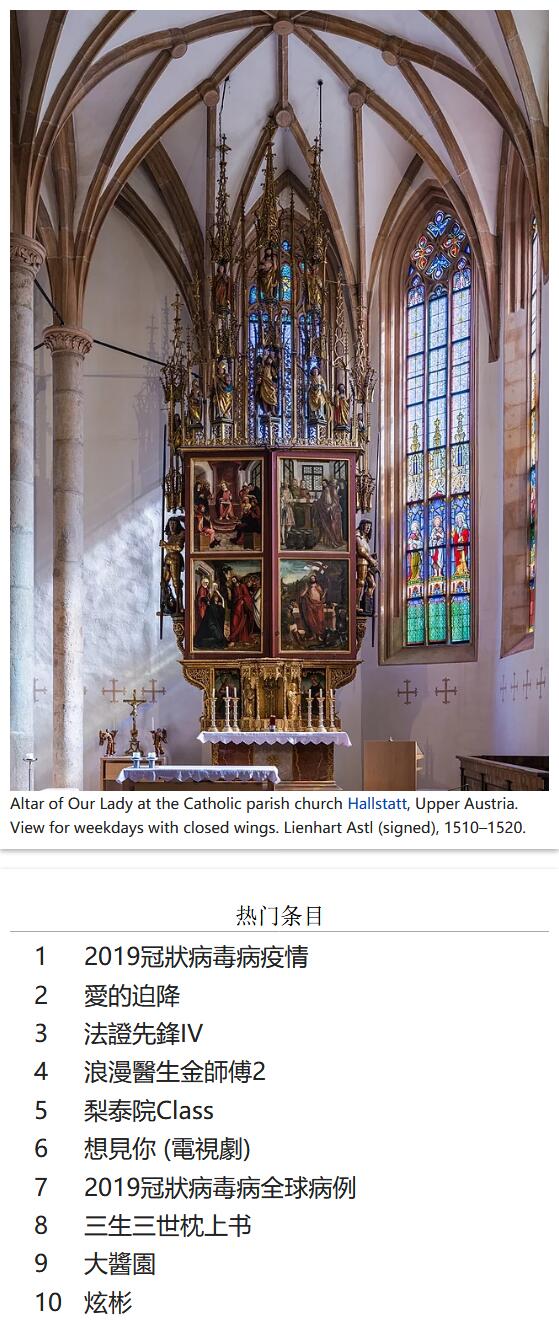 Altar of Our Lady at the Catholic parish church Hallstatt, Upper Austria.
View for weekdays with closed wings. Lienhart Astl (signed), 1510–1520.
热门条目
1 2019冠狀病毒病疫情
2 愛的迫降
3 法證先鋒IV
4 浪漫醫生金師傅2
5 梨泰院Class
6 想見你 (電視劇)
7 2019冠狀病毒病全球病例
8 三生三世枕上书
9 大醬園
10 炫彬